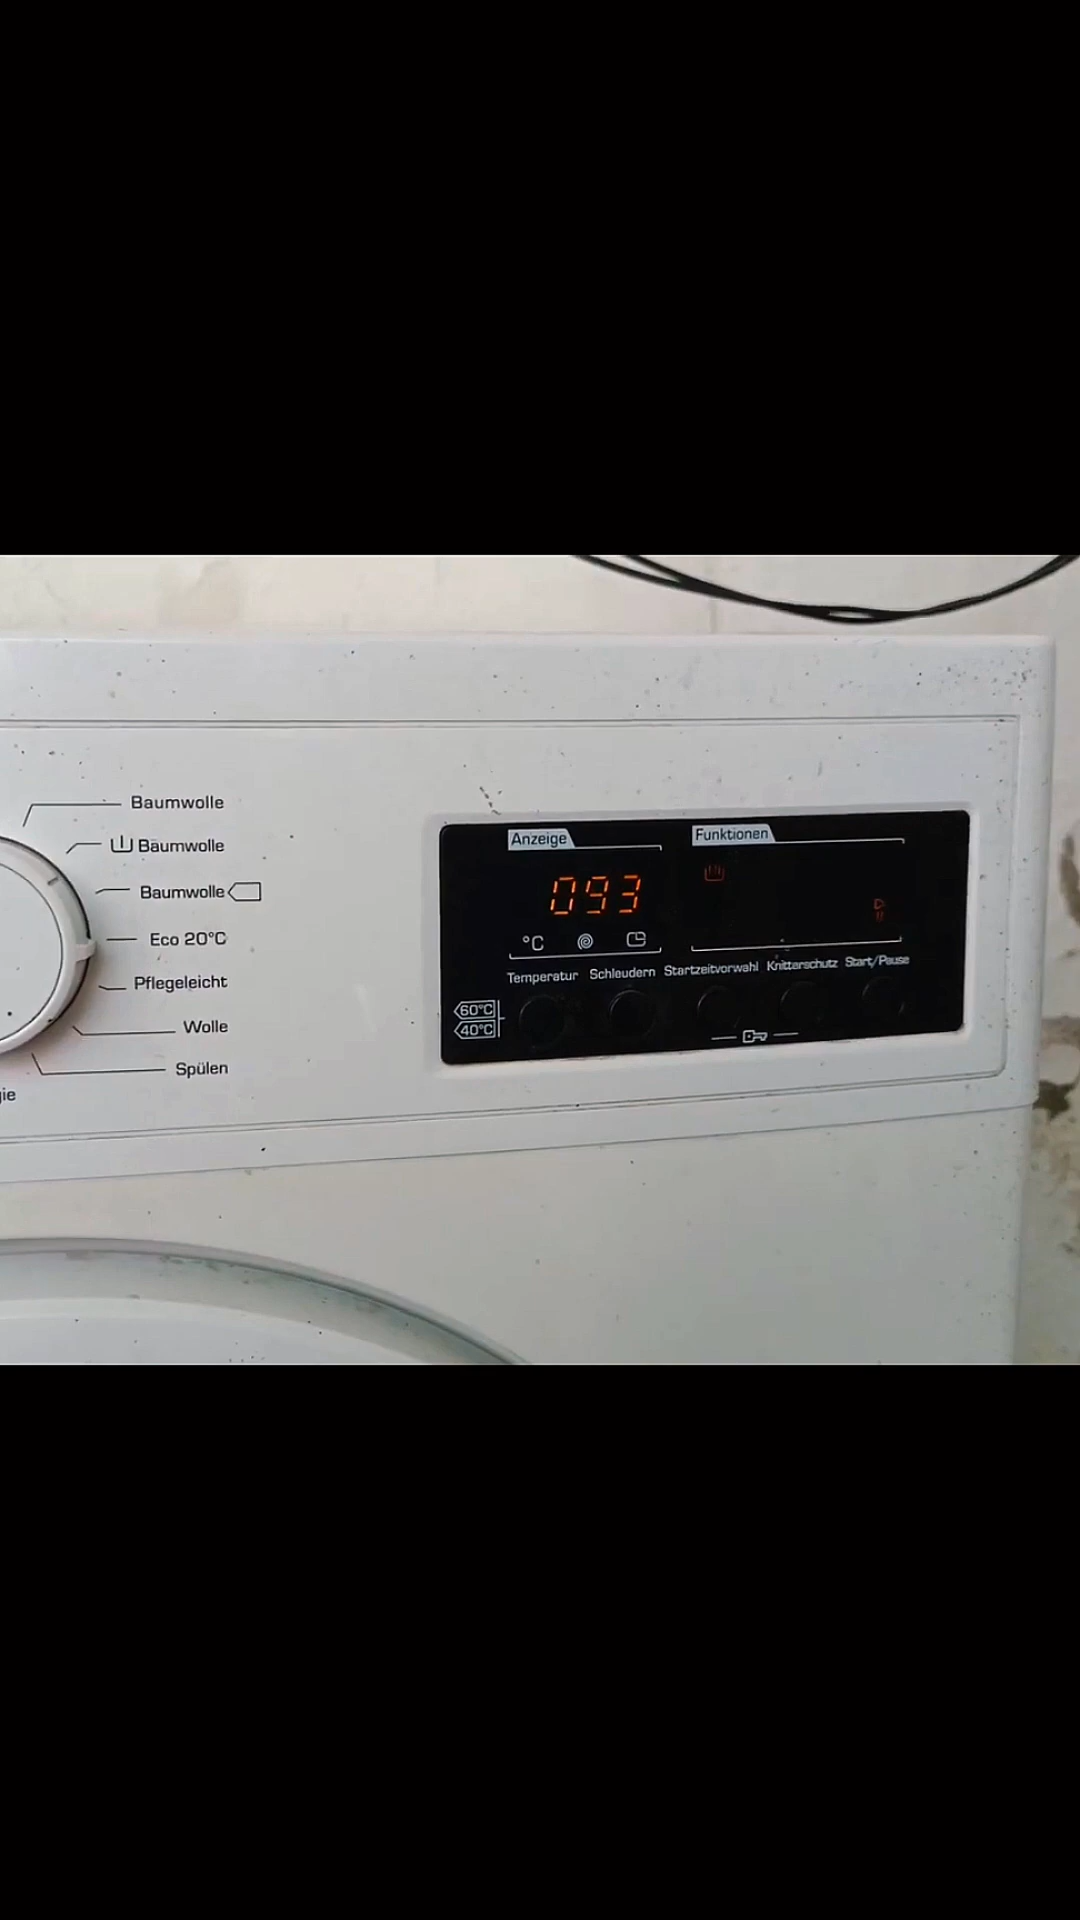 Baumwolle
Baumwolle
Baumwolle
Eco 20°C
Pflegeleicht
Wolle
Spülen
Anzeige
Funktionen
093
°C
Temperatur Schleudern Startzeitvorwahl Knitterschutz Start/Pause
60°C
40°C